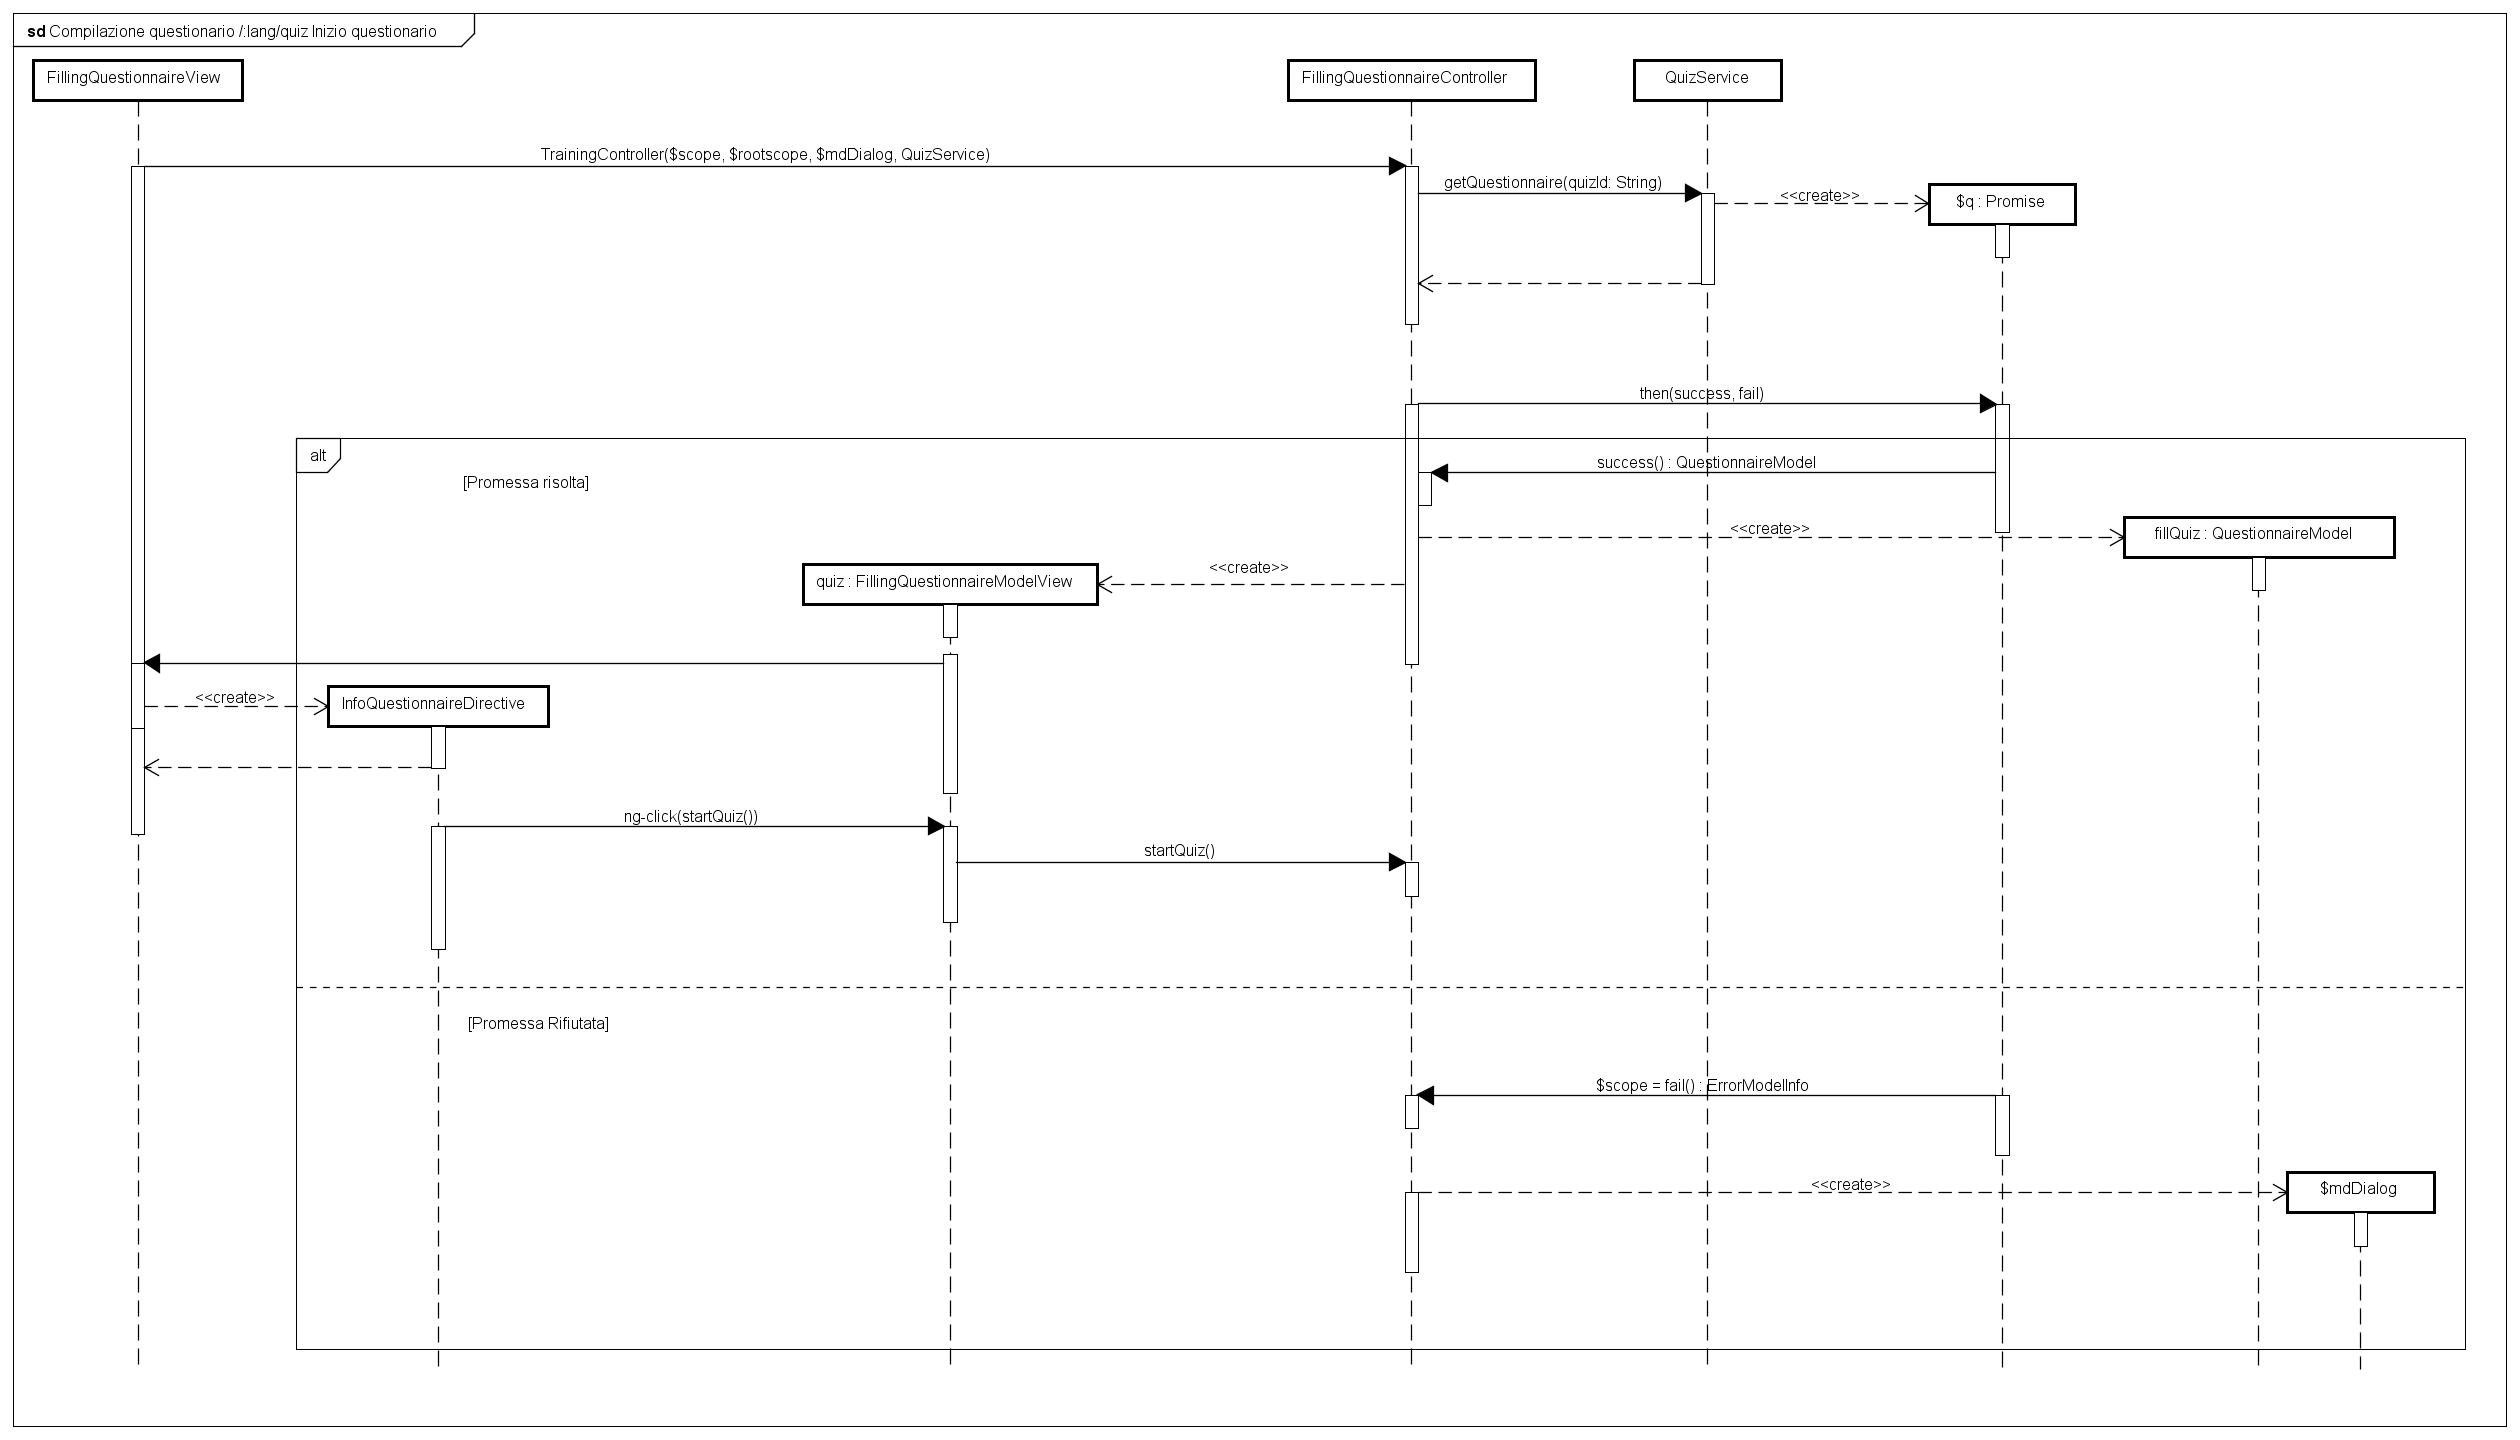 sd Compilazione questionario /:lang/quiz Inizio questionario
FillingQuestionnaireView
FillingQuestionnaireController
QuizService
TrainingController($scope, $rootscope, $mdDialog, QuizService)
getQuestionnaire(quizId: String)
<<create>>
$q : Promise
then(success, fail)
alt
[Promessa risolta]
success() : QuestionnaireModel
<<create>>
fillQuiz : QuestionnaireModel
<<create>>
quiz : FillingQuestionnaireModelView
<<create>>
InfoQuestionnaireDirective
ng-click(startQuiz())
startQuiz()
[Promessa Rifiutata]
$scope = fail() : ErrorModelInfo
<<create>>
$mdDialog